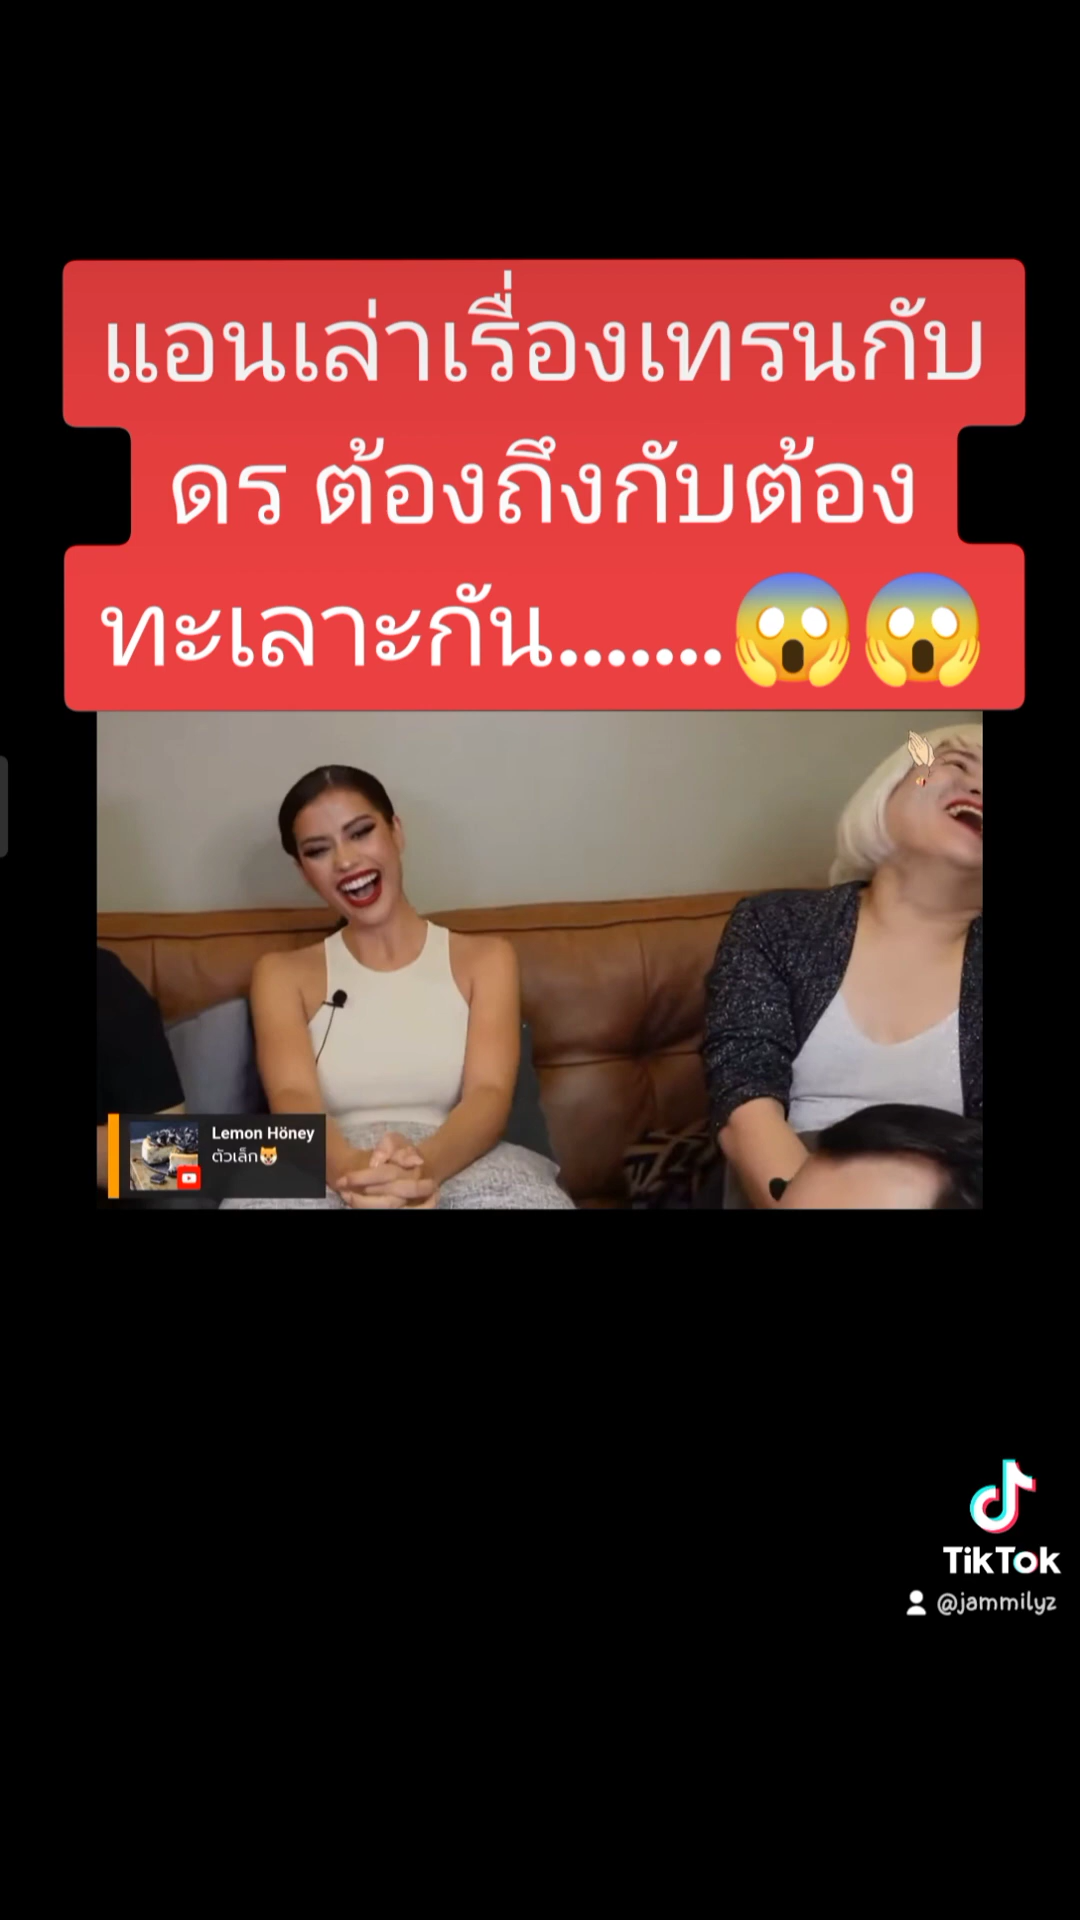 แอนเล่าเรื่องเทรนกับ
ดร ต้องถึงกับต้อง
ทะเลาะกัน.......😱😱
Lemon Höney
ตัวเล็ก🐯
TikTok
@jammilyz